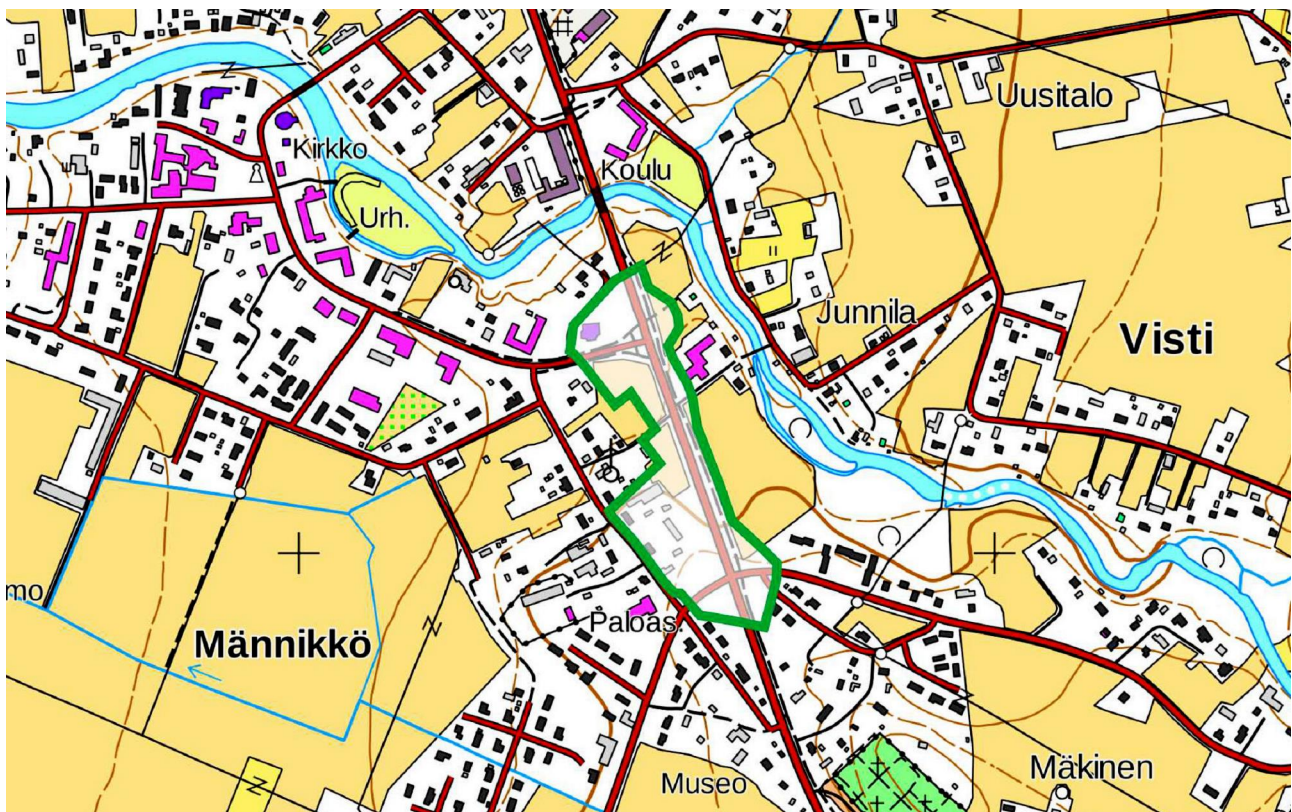 Uusitalo
Kirkko
Koulu
Urh.
Junnila
Visti
mo
Paloas.
Männikkö
Museo
Mäkinen